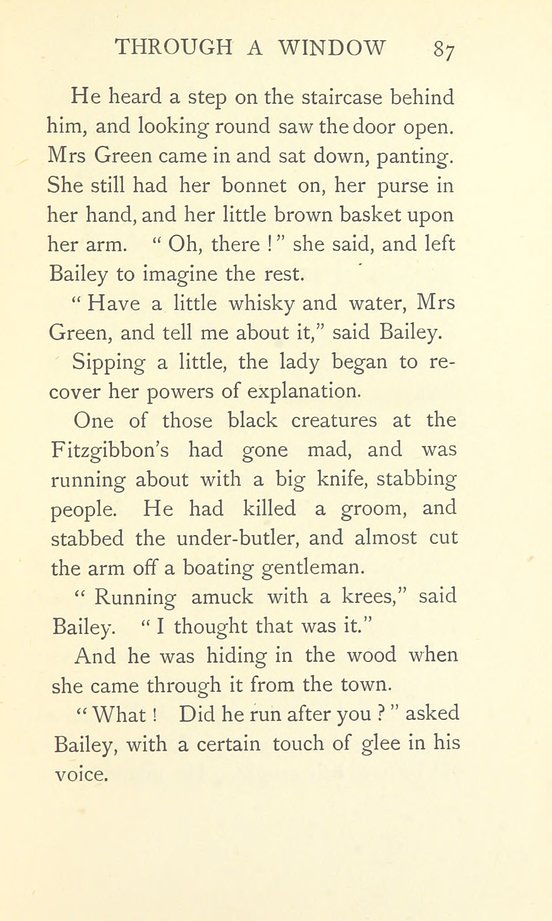 THROUGH A WINDOW 87
He heard a step on the staircase behind
him, and looking round saw the door open.
Mrs Green came in and sat down, panting.
She still had her bonnet on, her purse in
her hand, and her little brown basket upon
her arm. “ Oh, there ! ” she said, and left
Bailey to imagine the rest.
“ Have a little whisky and water, Mrs
Green, and tell me about it,” said Bailey.
Sipping a little, the lady began to re-
cover her powers of explanation.
One of those black creatures at the
Fitzgibbon’s had gone mad, and was
running about with a big knife, stabbing
people. He had killed a groom, and
stabbed the under-butler, and almost cut
the arm off a boating gentleman.
“ Running amuck with a krees,” said
Bailey. “ I thought that was it.”
And he was hiding in the wood when
she came through it from the town.
“ What ! Did he run after you ? ” asked
Bailey, with a certain touch of glee in his
voice.